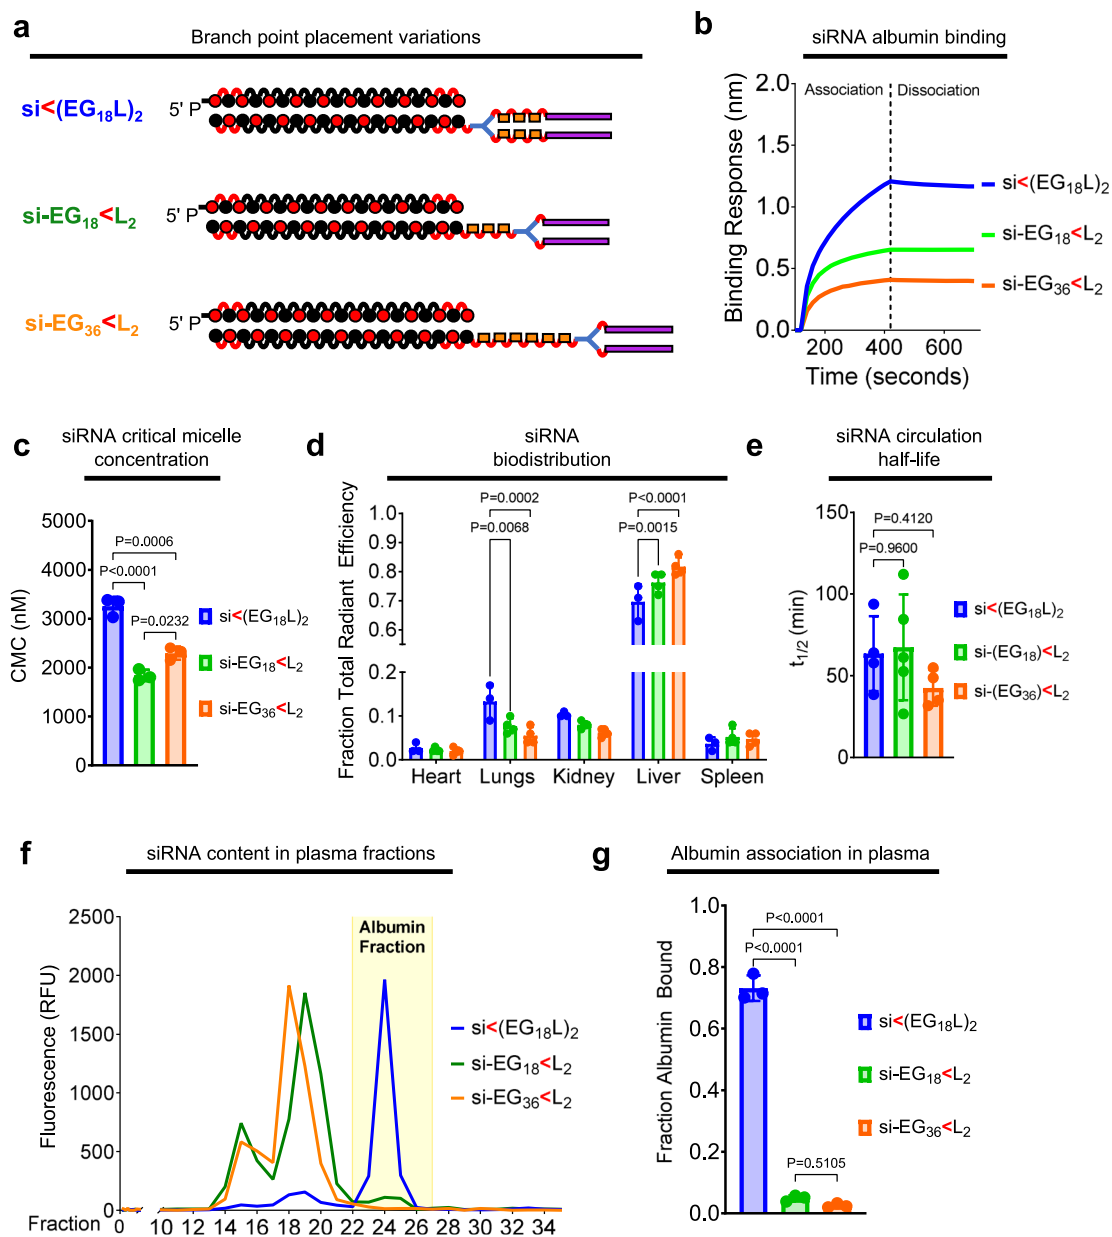 a
Branch point placement variations
si<(EG18L)2
5' P
si-EG18<L2
5' P
si-EG36<L2
5' P
b
siRNA albumin binding
Binding Response (nm)
2.0
1.5
1.0
0.5
0.0
Association
Dissociation
200 400 600
Time (seconds)
si<(EG18L)2
si-EG18<L2
si-EG36<L2
c
siRNA critical micelle
concentration
CMC (nM)
5000
4000
3000
2000
1000
0
P=0.0006
P<0.0001
P=0.0232
si<(EG18L)2
si-EG18<L2
si-EG36<L2
d
siRNA
biodistribution
Fraction Total Radiant Efficiency
1.0
0.9
0.8
0.7
0.6
0.2
0.1
0.0
P=0.0002
P=0.0068
P<0.0001
P=0.0015
Heart Lungs Kidney Liver Spleen
e
siRNA circulation
half-life
t1/2 (min)
150
100
50
0
P=0.4120
P=0.9600
si<(EG18L)2
si-(EG18)<L2
si-(EG36)<L2
f
siRNA content in plasma fractions
Fluorescence (RFU)
2500
2000
1500
1000
500
0
Albumin
Fraction
si<(EG18L)2
si-EG18<L2
si-EG36<L2
Fraction
0 10 12 14 16 18 20 22 24 26 28 30 32 34
g
Albumin association in plasma
Fraction Albumin Bound
1.0
0.8
0.6
0.4
0.2
0.0
P<0.0001
P<0.0001
P=0.5105
si<(EG18L)2
si-EG18<L2
si-EG36<L2